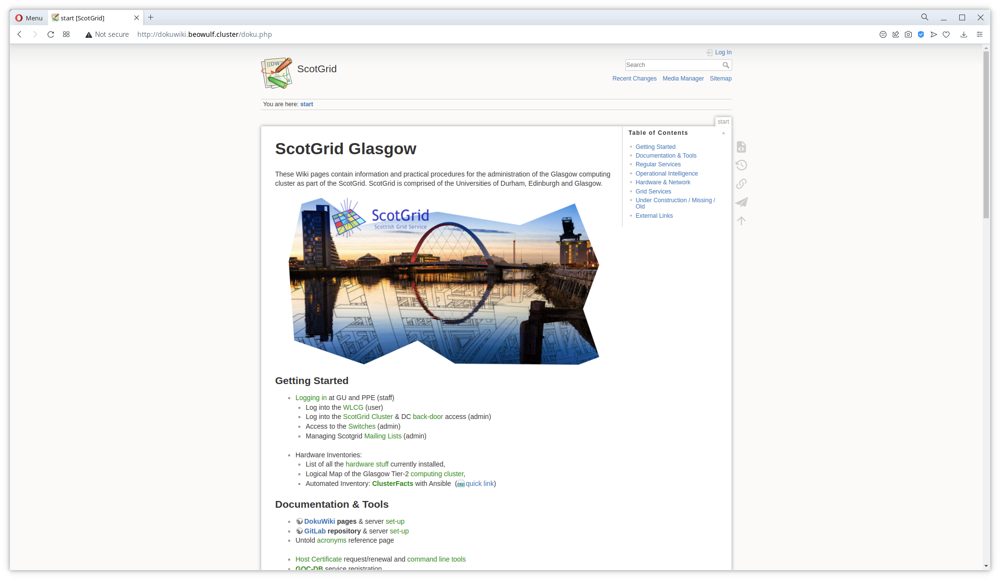 Menu
start [ScotGrid]
Not secure
http://dokuwiki.beowulf.cluster/doku.php
Log In
[[DW]]
ScotGrid
Search
Recent Changes Media Manager Sitemap
You are here: start
start
ScotGrid Glasgow
These Wiki pages contain information and practical procedures for the administration of the Glasgow computing
cluster as part of the ScotGrid. ScotGrid is comprised of the Universities of Durham, Edinburgh and Glasgow.
Table of Contents
Getting Started
Documentation & Tools
Regular Services
Operational Intelligence
Hardware & Network
Grid Services
Under Construction / Missing /
Old
External Links
ScotGrid
Scottish Grid Service
Getting Started
Logging in at GU and PPE (staff)
Log into the WLCG (user)
Log into the ScotGrid Cluster & DC back-door access (admin)
Access to the Switches (admin)
Managing Scotgrid Mailing Lists (admin)
Hardware Inventories:
List of all the hardware stuff currently installed,
Logical Map of the Glasgow Tier-2 computing cluster,
Automated Inventory: ClusterFacts with Ansible (quick link)
Documentation & Tools
DokuWiki pages & server set-up
GitLab repository & server set-up
Untold acronyms reference page
Host Certificate request/renewal and command line tools
GOC-DB service registration